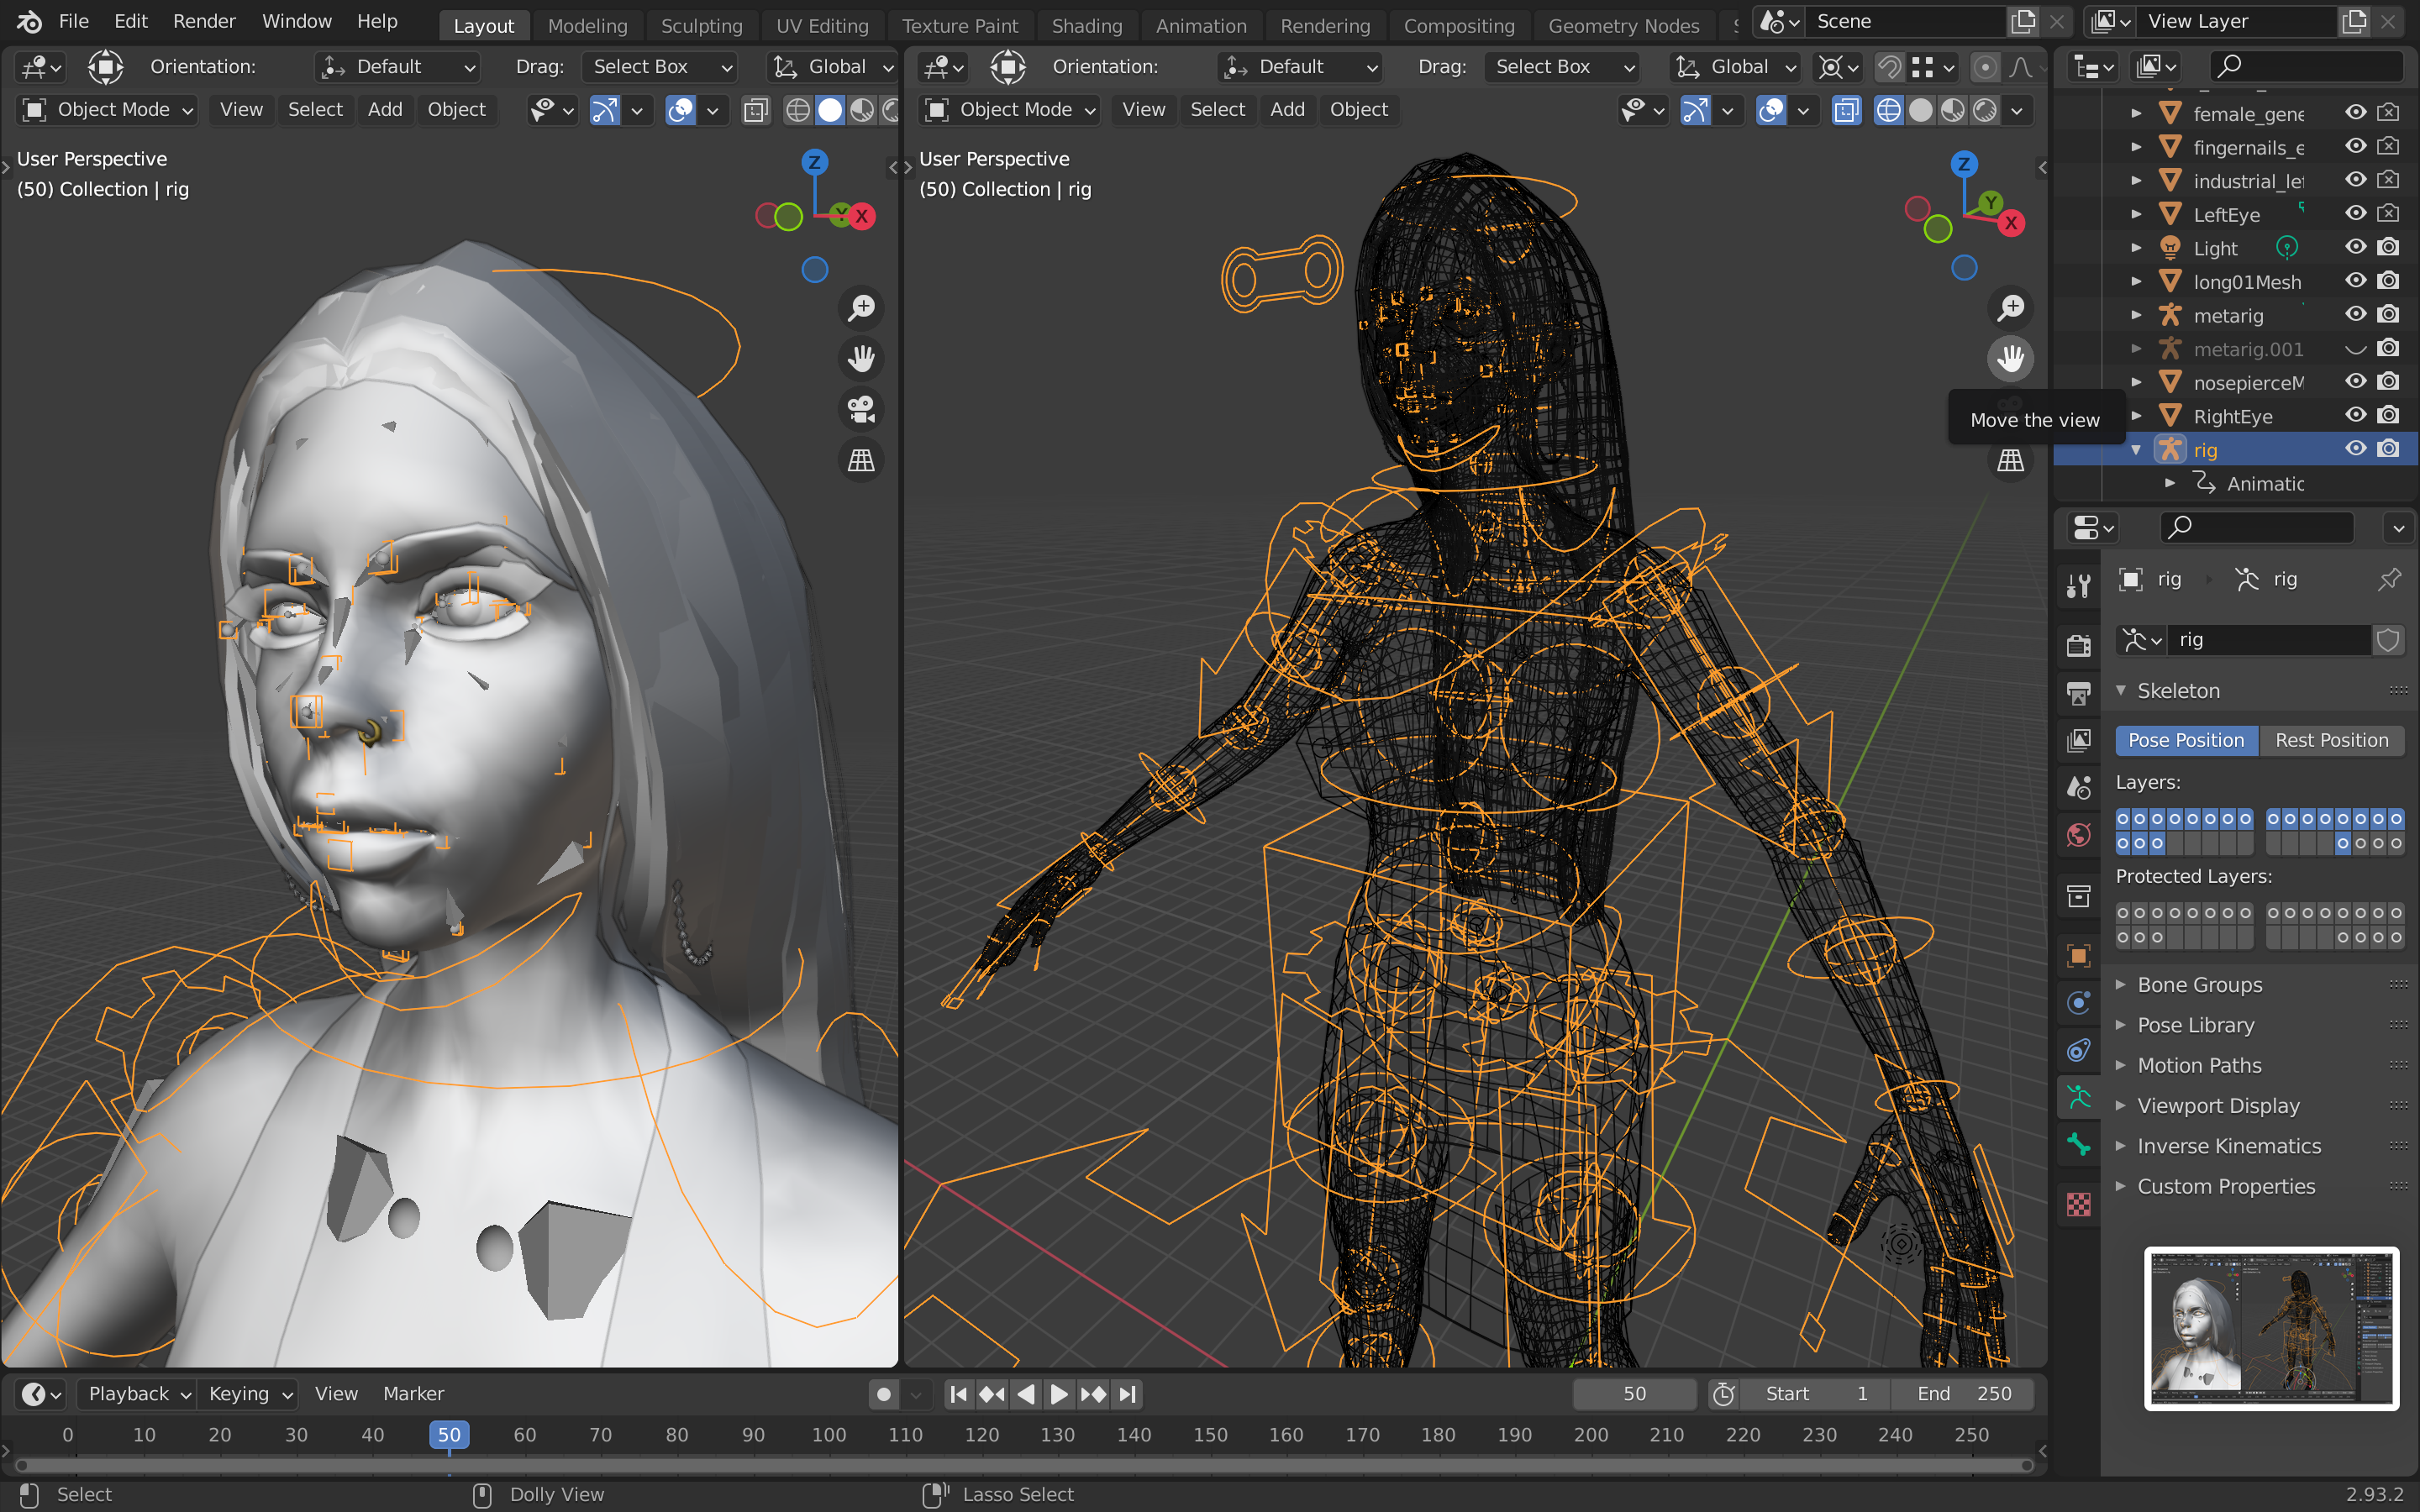 File Edit Render Window Help Layout Modeling Sculpting UV Editing Texture Paint Shading Animation Rendering Compositing Geometry Nodes Scene View Layer
Orientation: Default Drag: Select Box Global
Object Mode View Select Add Object
User Perspective
(50) Collection | rig
Z
Y X
Orientation: Default Drag: Select Box Global
Object Mode View Select Add Object
User Perspective
(50) Collection | rig
Z
Y
X
Move the view
female_gene
fingernails_e
industrial_lef
LeftEye
Light
long01Mesh
metarig
metarig.001
nosepierceM
RightEye
rig
Animatic
rig rig
rig
Skeleton
Pose Position Rest Position
Layers:
Protected Layers:
Bone Groups
Pose Library
Motion Paths
Viewport Display
Inverse Kinematics
Custom Properties
Playback Keying View Marker 50 Start 1 End 250
0 10 20 30 40 50 60 70 80 90 100 110 120 130 140 150 160 170 180 190 200 210 220 230 240 250
Select Dolly View Lasso Select 2.93.2